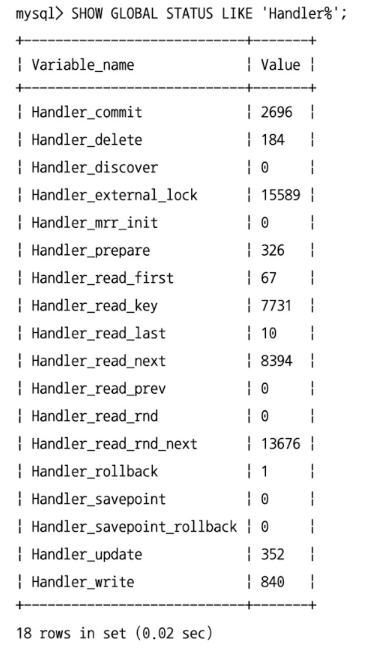 mysql> SHOW GLOBAL STATUS LIKE 'Handler%';
+----------------------------+-------+
| Variable_name              | Value |
+----------------------------+-------+
| Handler_commit             | 2696  |
| Handler_delete             | 184   |
| Handler_discover           | 0     |
| Handler_external_lock      | 15589 |
| Handler_mrr_init           | 0     |
| Handler_prepare            | 326   |
| Handler_read_first         | 67    |
| Handler_read_key           | 7731  |
| Handler_read_last          | 10    |
| Handler_read_next          | 8394  |
| Handler_read_prev          | 0     |
| Handler_read_rnd           | 0     |
| Handler_read_rnd_next      | 13676 |
| Handler_rollback           | 1     |
| Handler_savepoint          | 0     |
| Handler_savepoint_rollback | 0     |
| Handler_update             | 352   |
| Handler_write              | 840   |
+----------------------------+-------+
18 rows in set (0.02 sec)